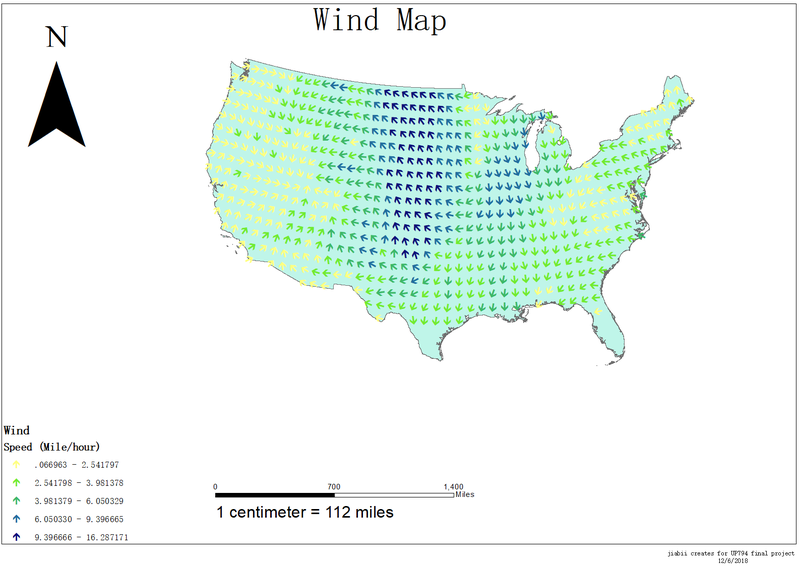 Wind Map
N
Wind
Speed (Mile/hour)
.066963 - 2.541797
2.541798 - 3.981378
3.981379 - 6.050329
6.050330 - 9.396665
9.396666 - 16.287171
0 700 1,400
Miles
1 centimeter = 112 miles
jiabii creates for UP794 final project
12/6/2018